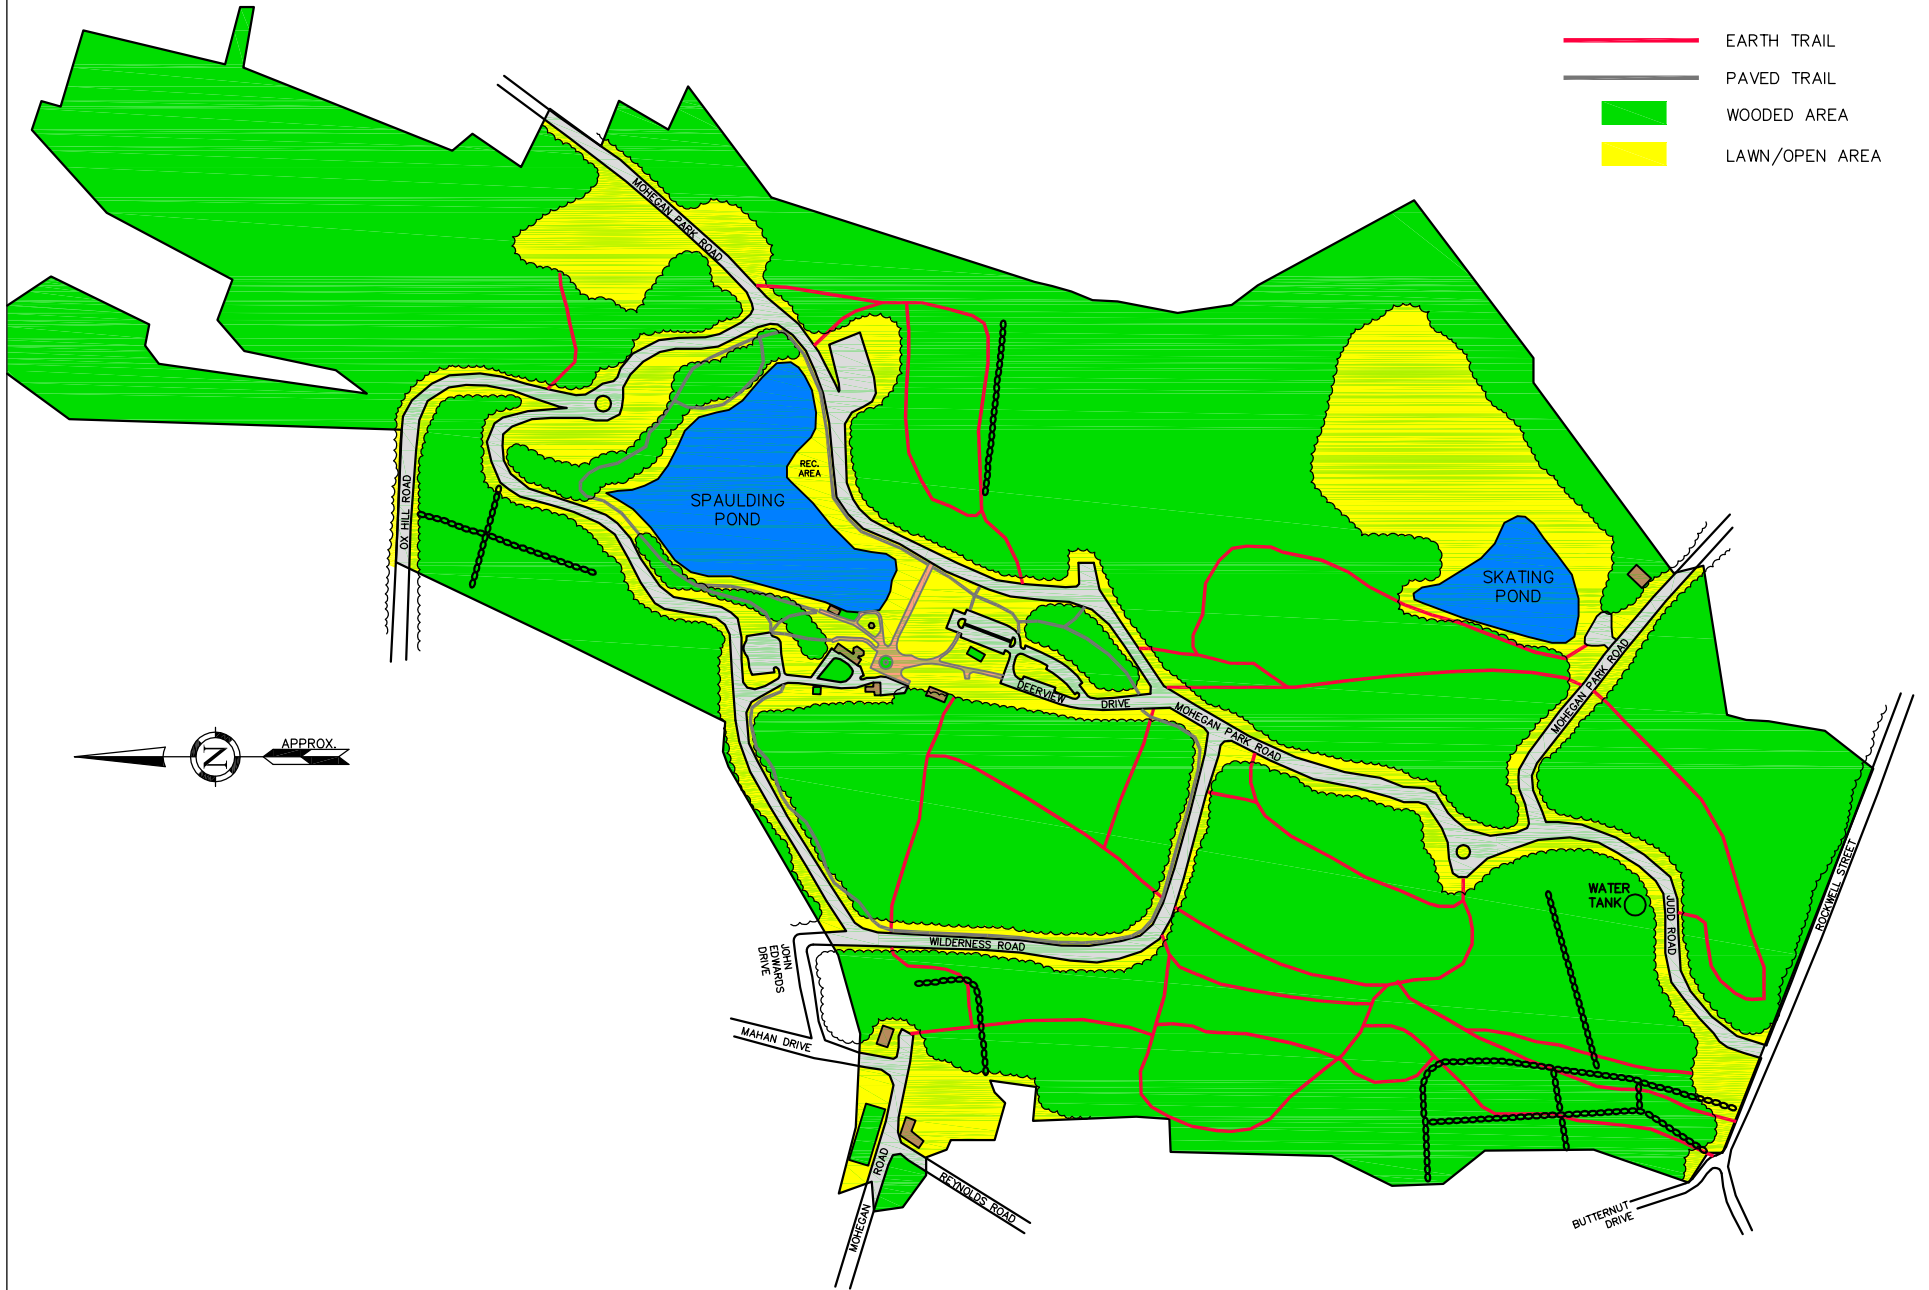 EARTH TRAIL
PAVED TRAIL
WOODED AREA
LAWN/OPEN AREA
MOHEGAN PARK ROAD
REC.
AREA
SPAULDING
POND
OX HILL ROAD
SKATING
POND
MOHEGAN PARK ROAD
DEERVIEW
DRIVE
MOHEGAN PARK ROAD
APPROX.
N
WATER
TANK
JUDD ROAD
ROCKWELL STREET
WILDERNESS ROAD
JOHN
EDWARDS
DRIVE
MAHAN DRIVE
ROAD
MOHEGAN
REYNOLDS ROAD
BUTTERNUT
DRIVE